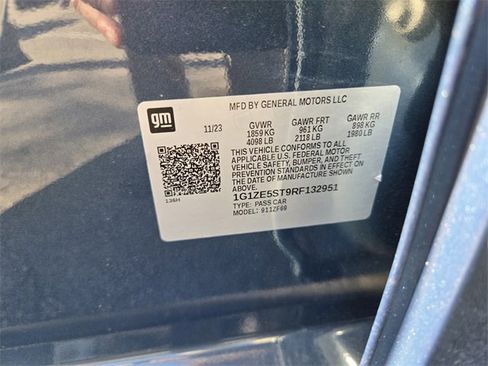 gm
MFD BY GENERAL MOTORS LLC
11/23 GVWR GAWR FRT GAWR RR
1859 KG 961 KG 898 KG
4098 LB 2118 LB 1980 LB
THIS VEHICLE CONFORMS TO ALL
APPLICABLE U.S. FEDERAL MOTOR
VEHICLE SAFETY, BUMPER, AND THEFT
PREVENTION STANDARDS IN EFFECT ON
THE DATE OF MANUFACTURE SHOWN
ABOVE.
136H
1G1ZE5ST9RF132951
TYPE: PASS CAR
MODEL: 911ZF69